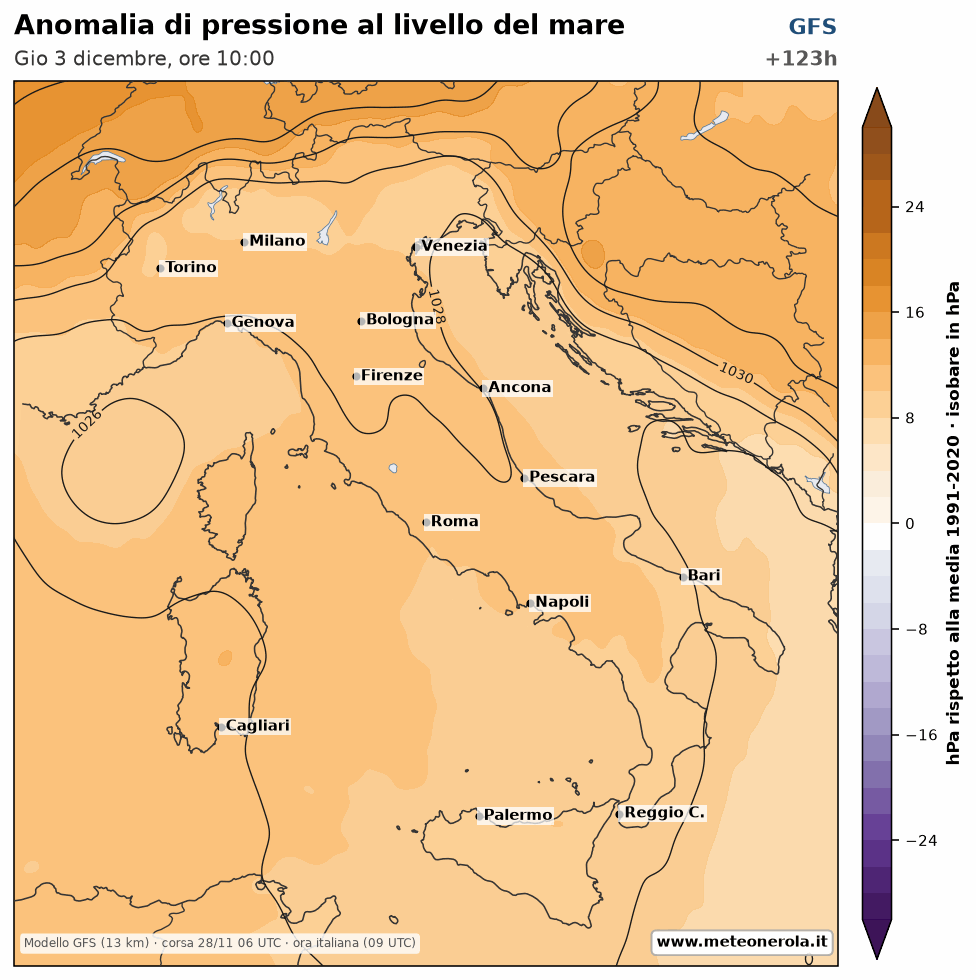 Anomalia di pressione al livello del mare
GFS
Gio 3 dicembre, ore 10:00
+123h
Milano
Venezia
Torino
1028
Genova
Bologna
Firenze
Ancona
1030
1026
Pescara
Roma
Bari
Napoli
Cagliari
Palermo
Reggio C.
24
16
8
0
−8
−16
−24
hPa rispetto alla media 1991-2020 · isobare in hPa
Modello GFS (13 km) · corsa 28/11 06 UTC · ora italiana (09 UTC)
www.meteonerola.it